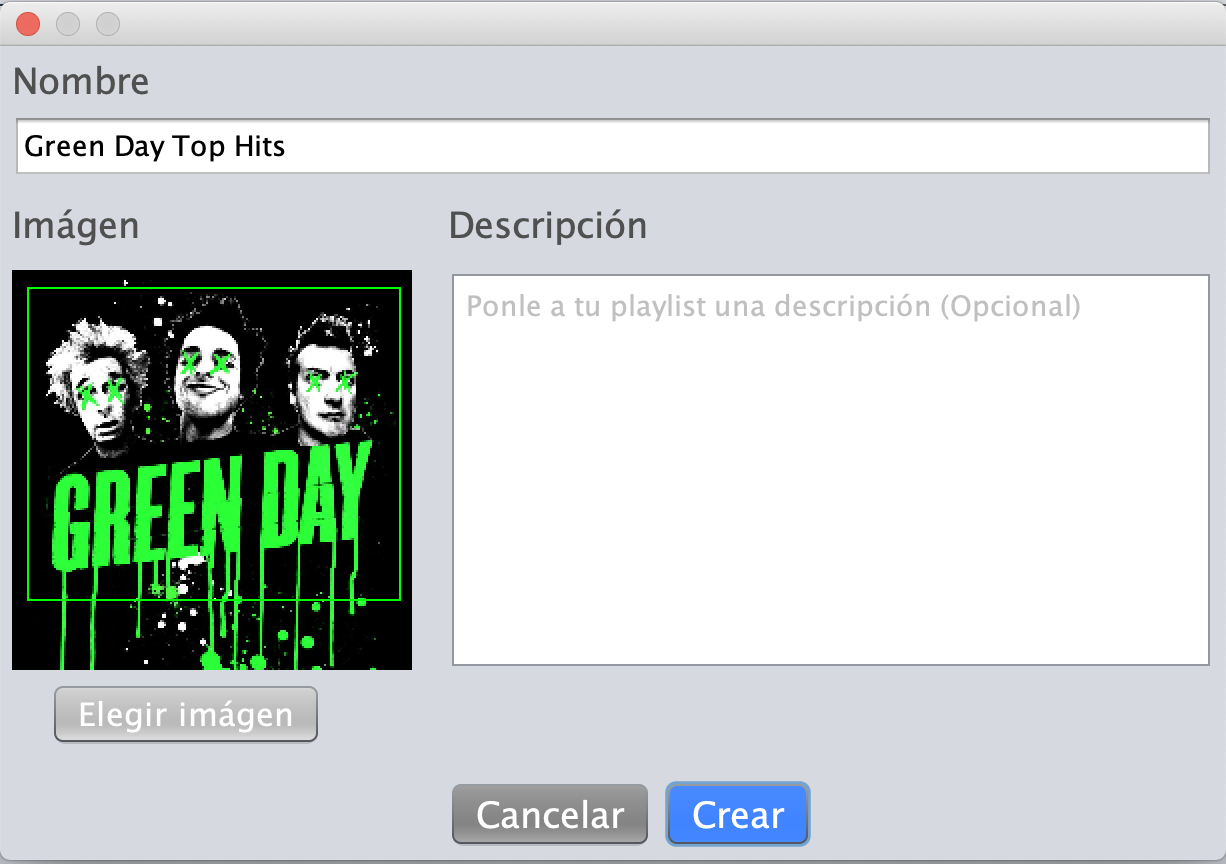 Nombre
Green Day Top Hits
Imágen
Descripción
GREEN DAY
Ponle a tu playlist una descripción (Opcional)
Elegir imágen
Cancelar
Crear